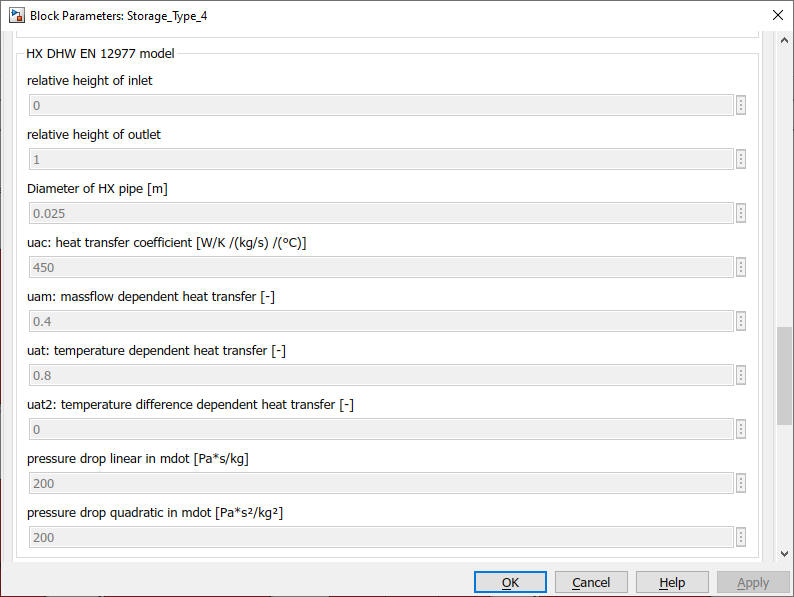 Block Parameters: Storage_Type_4
HX DHW EN 12977 model
relative height of inlet
0
relative height of outlet
1
Diameter of HX pipe [m]
0.025
uac: heat transfer coefficient [W/K /(kg/s) /(°C)]
450
uam: massflow dependent heat transfer [-]
0.4
uat: temperature dependent heat transfer [-]
0.8
uat2: temperature difference dependent heat transfer [-]
0
pressure drop linear in mdot [Pa*s/kg]
200
pressure drop quadratic in mdot [Pa*s²/kg²]
200
OK Cancel Help Apply